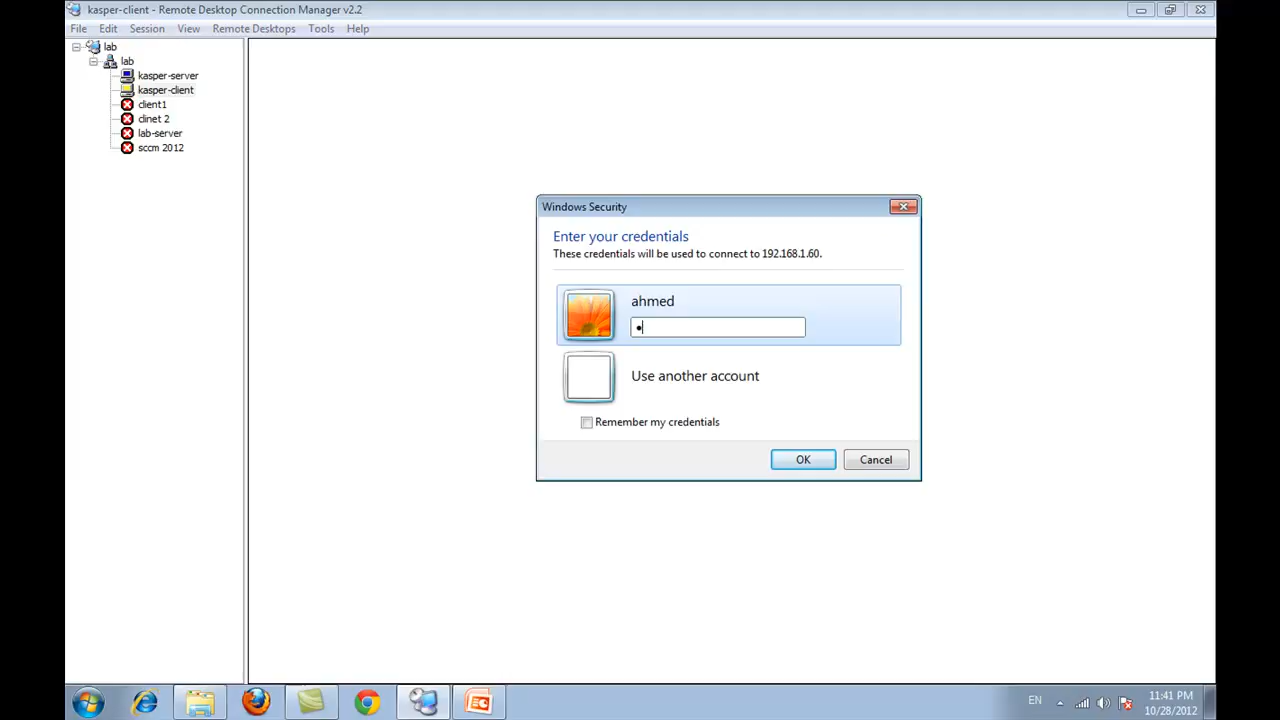 kasper-client - Remote Desktop Connection Manager v2.2
File Edit Session View Remote Desktops Tools Help
lab
lab
kasper-server
kasper-client
client1
clinet 2
lab-server
sccm 2012
Windows Security
Enter your credentials
These credentials will be used to connect to 192.168.1.60.
ahmed
Use another account
Remember my credentials
OK Cancel
EN
11:41 PM
10/28/2012